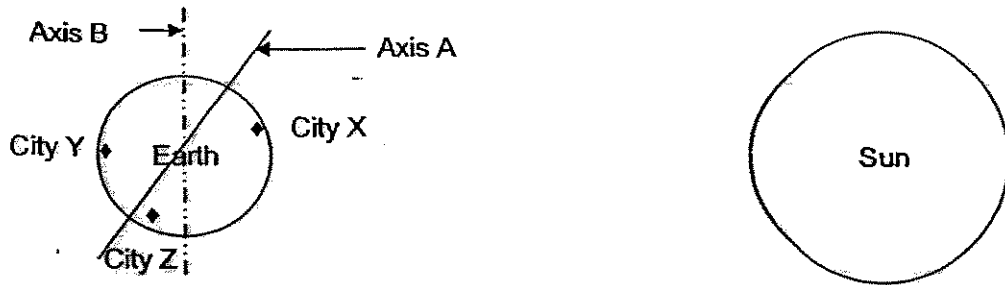 Axis B
Axis A
City X
City Y
Earth
Sun
City Z